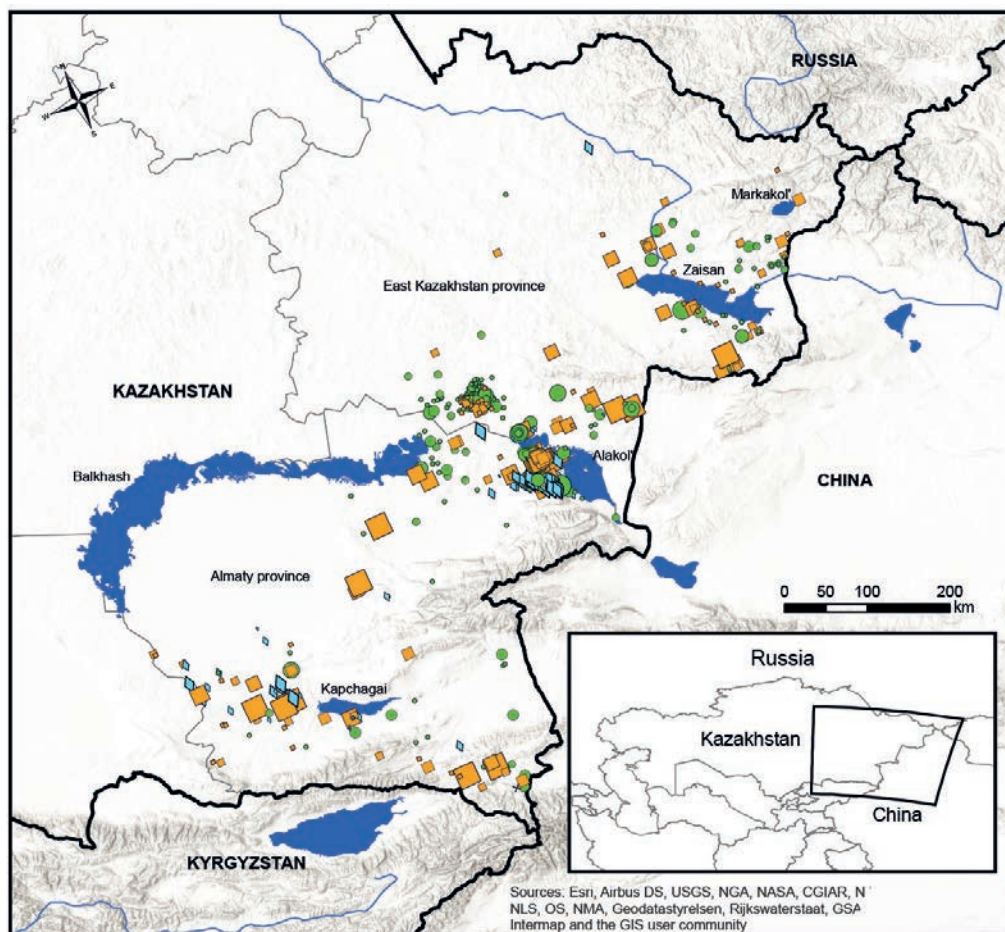 RUSSIA
N
E
W
S
Markakol'
Zaisan
East Kazakhstan province
KAZAKHSTAN
Balkhash
Alakol'
CHINA
Almaty province
0 50 100 200
km
Kapchagai
Russia
Kazakhstan
China
KYRGYZSTAN
Sources: Esri, Airbus DS, USGS, NGA, NASA, CGIAR, N
NLS, OS, NMA, Geodatastyrelsen, Rijkswaterstaat, GSA
Intermap and the GIS user community